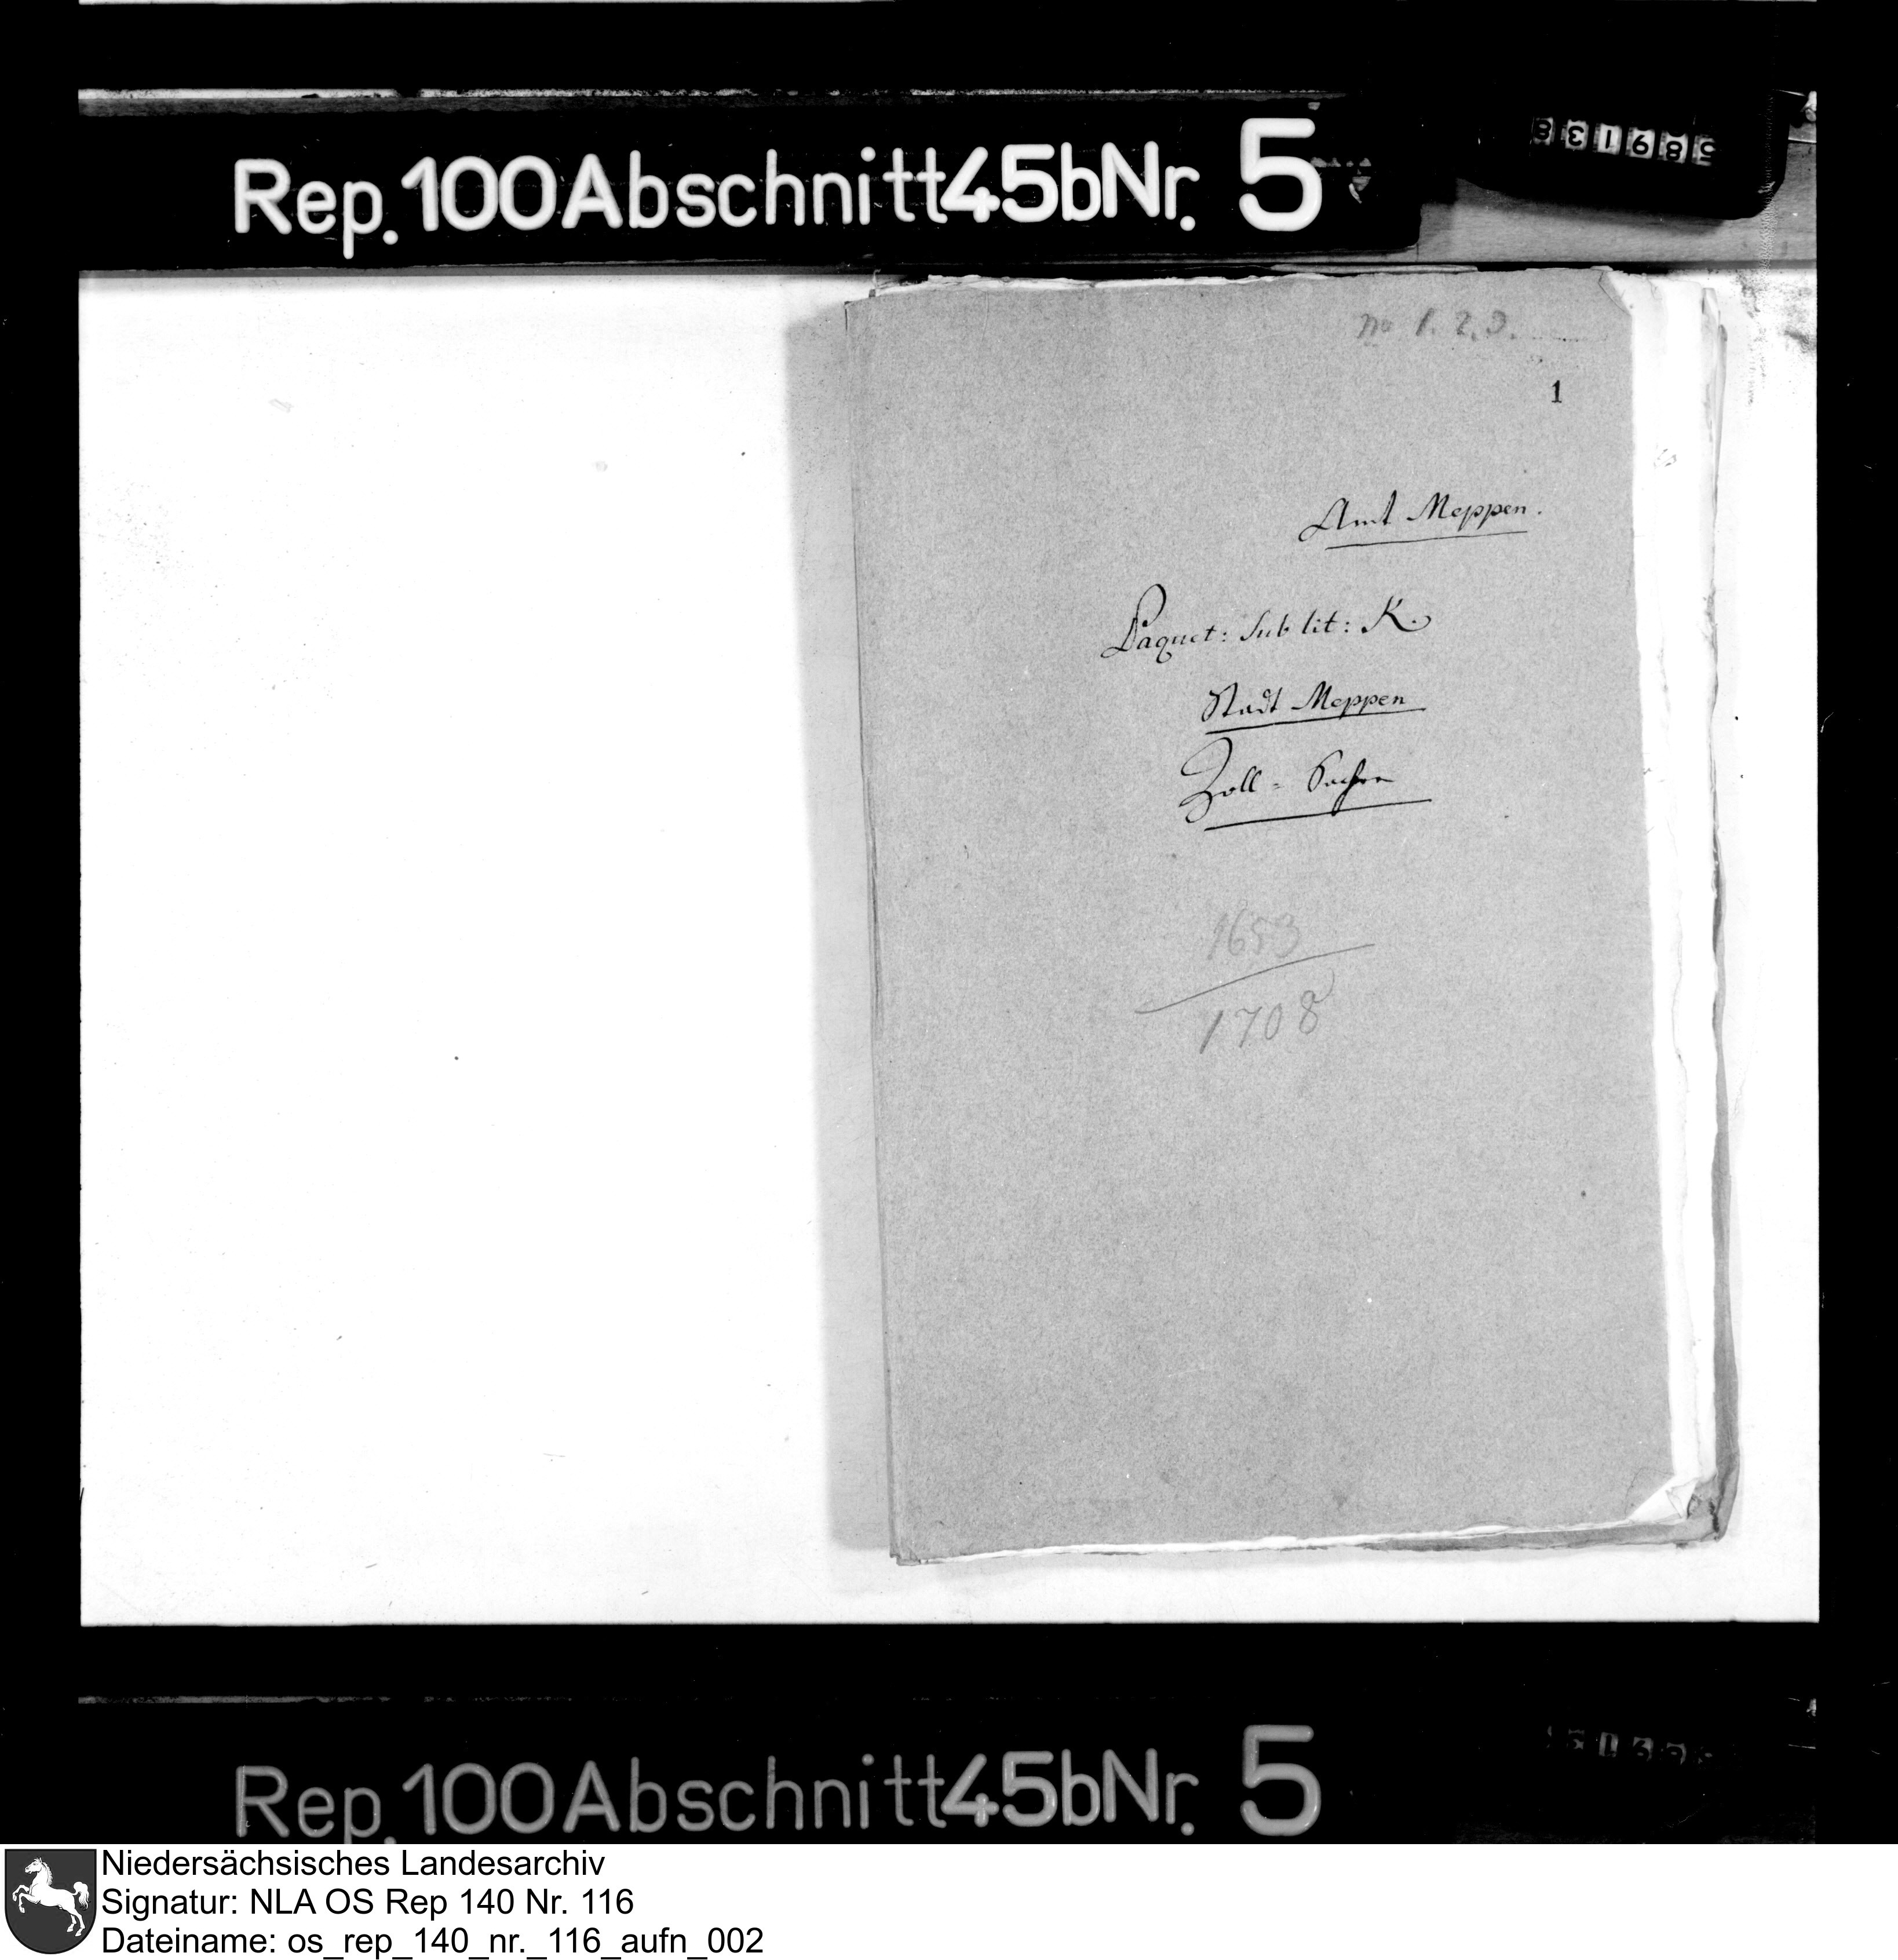 Rep. 100 Abschnitt 45b Nr. 5
589138
No 1. 2. 3.
1
Amt Meppen.
Paquet: sub lit: K.
Stadt Meppen
Zoll = Sachen
1653
1708
Rep. 100 Abschnitt 45b Nr. 5
Niedersächsisches Landesarchiv
Signatur: NLA OS Rep 140 Nr. 116
Dateiname: os_rep_140_nr._116_aufn_002